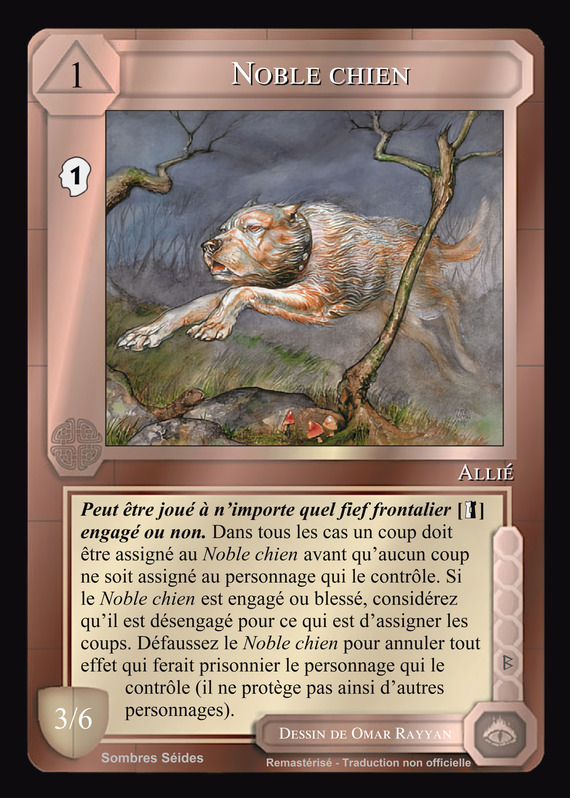 1
NOBLE CHIEN
1
ALLIÉ
Peut être joué à n'importe quel fief frontalier []
engagé ou non. Dans tous les cas un coup doit
être assigné au Noble chien avant qu'aucun coup
ne soit assigné au personnage qui le contrôle. Si
le Noble chien est engagé ou blessé, considérez
qu'il est désengagé pour ce qui est d'assigner les
coups. Défaussez le Noble chien pour annuler tout
effet qui ferait prisonnier le personnage qui le
contrôle (il ne protège pas ainsi d'autres
personnages).
3/6
DESSIN DE OMAR RAYYAN
Sombres Séides
Remastérisé - Traduction non officielle